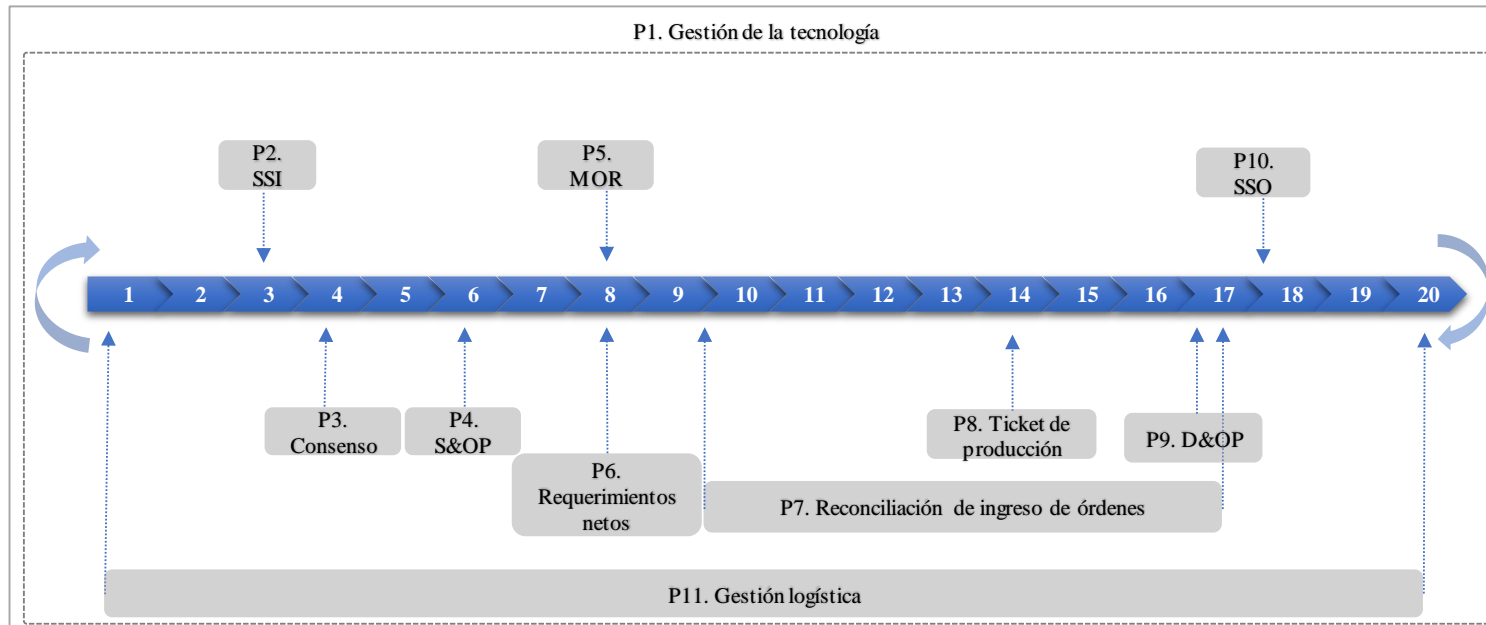 P1. Gestión de la tecnología
P2.
SSI
P5.
MOR
P10.
SSO
1 2 3 4 5 6 7 8 9 10 11 12 13 14 15 16 17 18 19 20
P3.
Consenso
P4.
S&OP
P8. Ticket de
producción
P9. D&OP
P6.
Requerimientos
netos
P7. Reconciliación de ingreso de órdenes
P11. Gestión logística